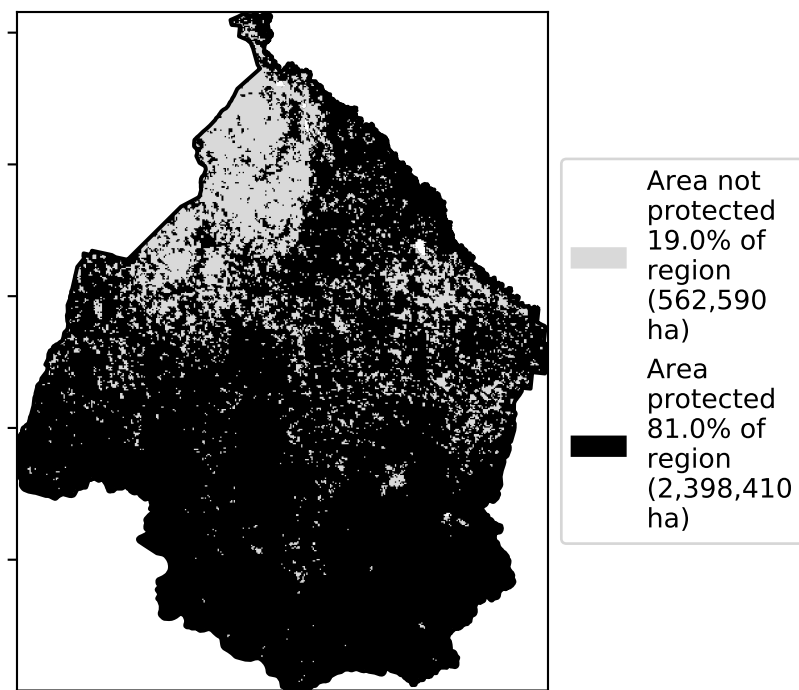 Area not
protected
19.0% of
region
(562,590
ha)
Area
protected
81.0% of
region
(2,398,410
ha)